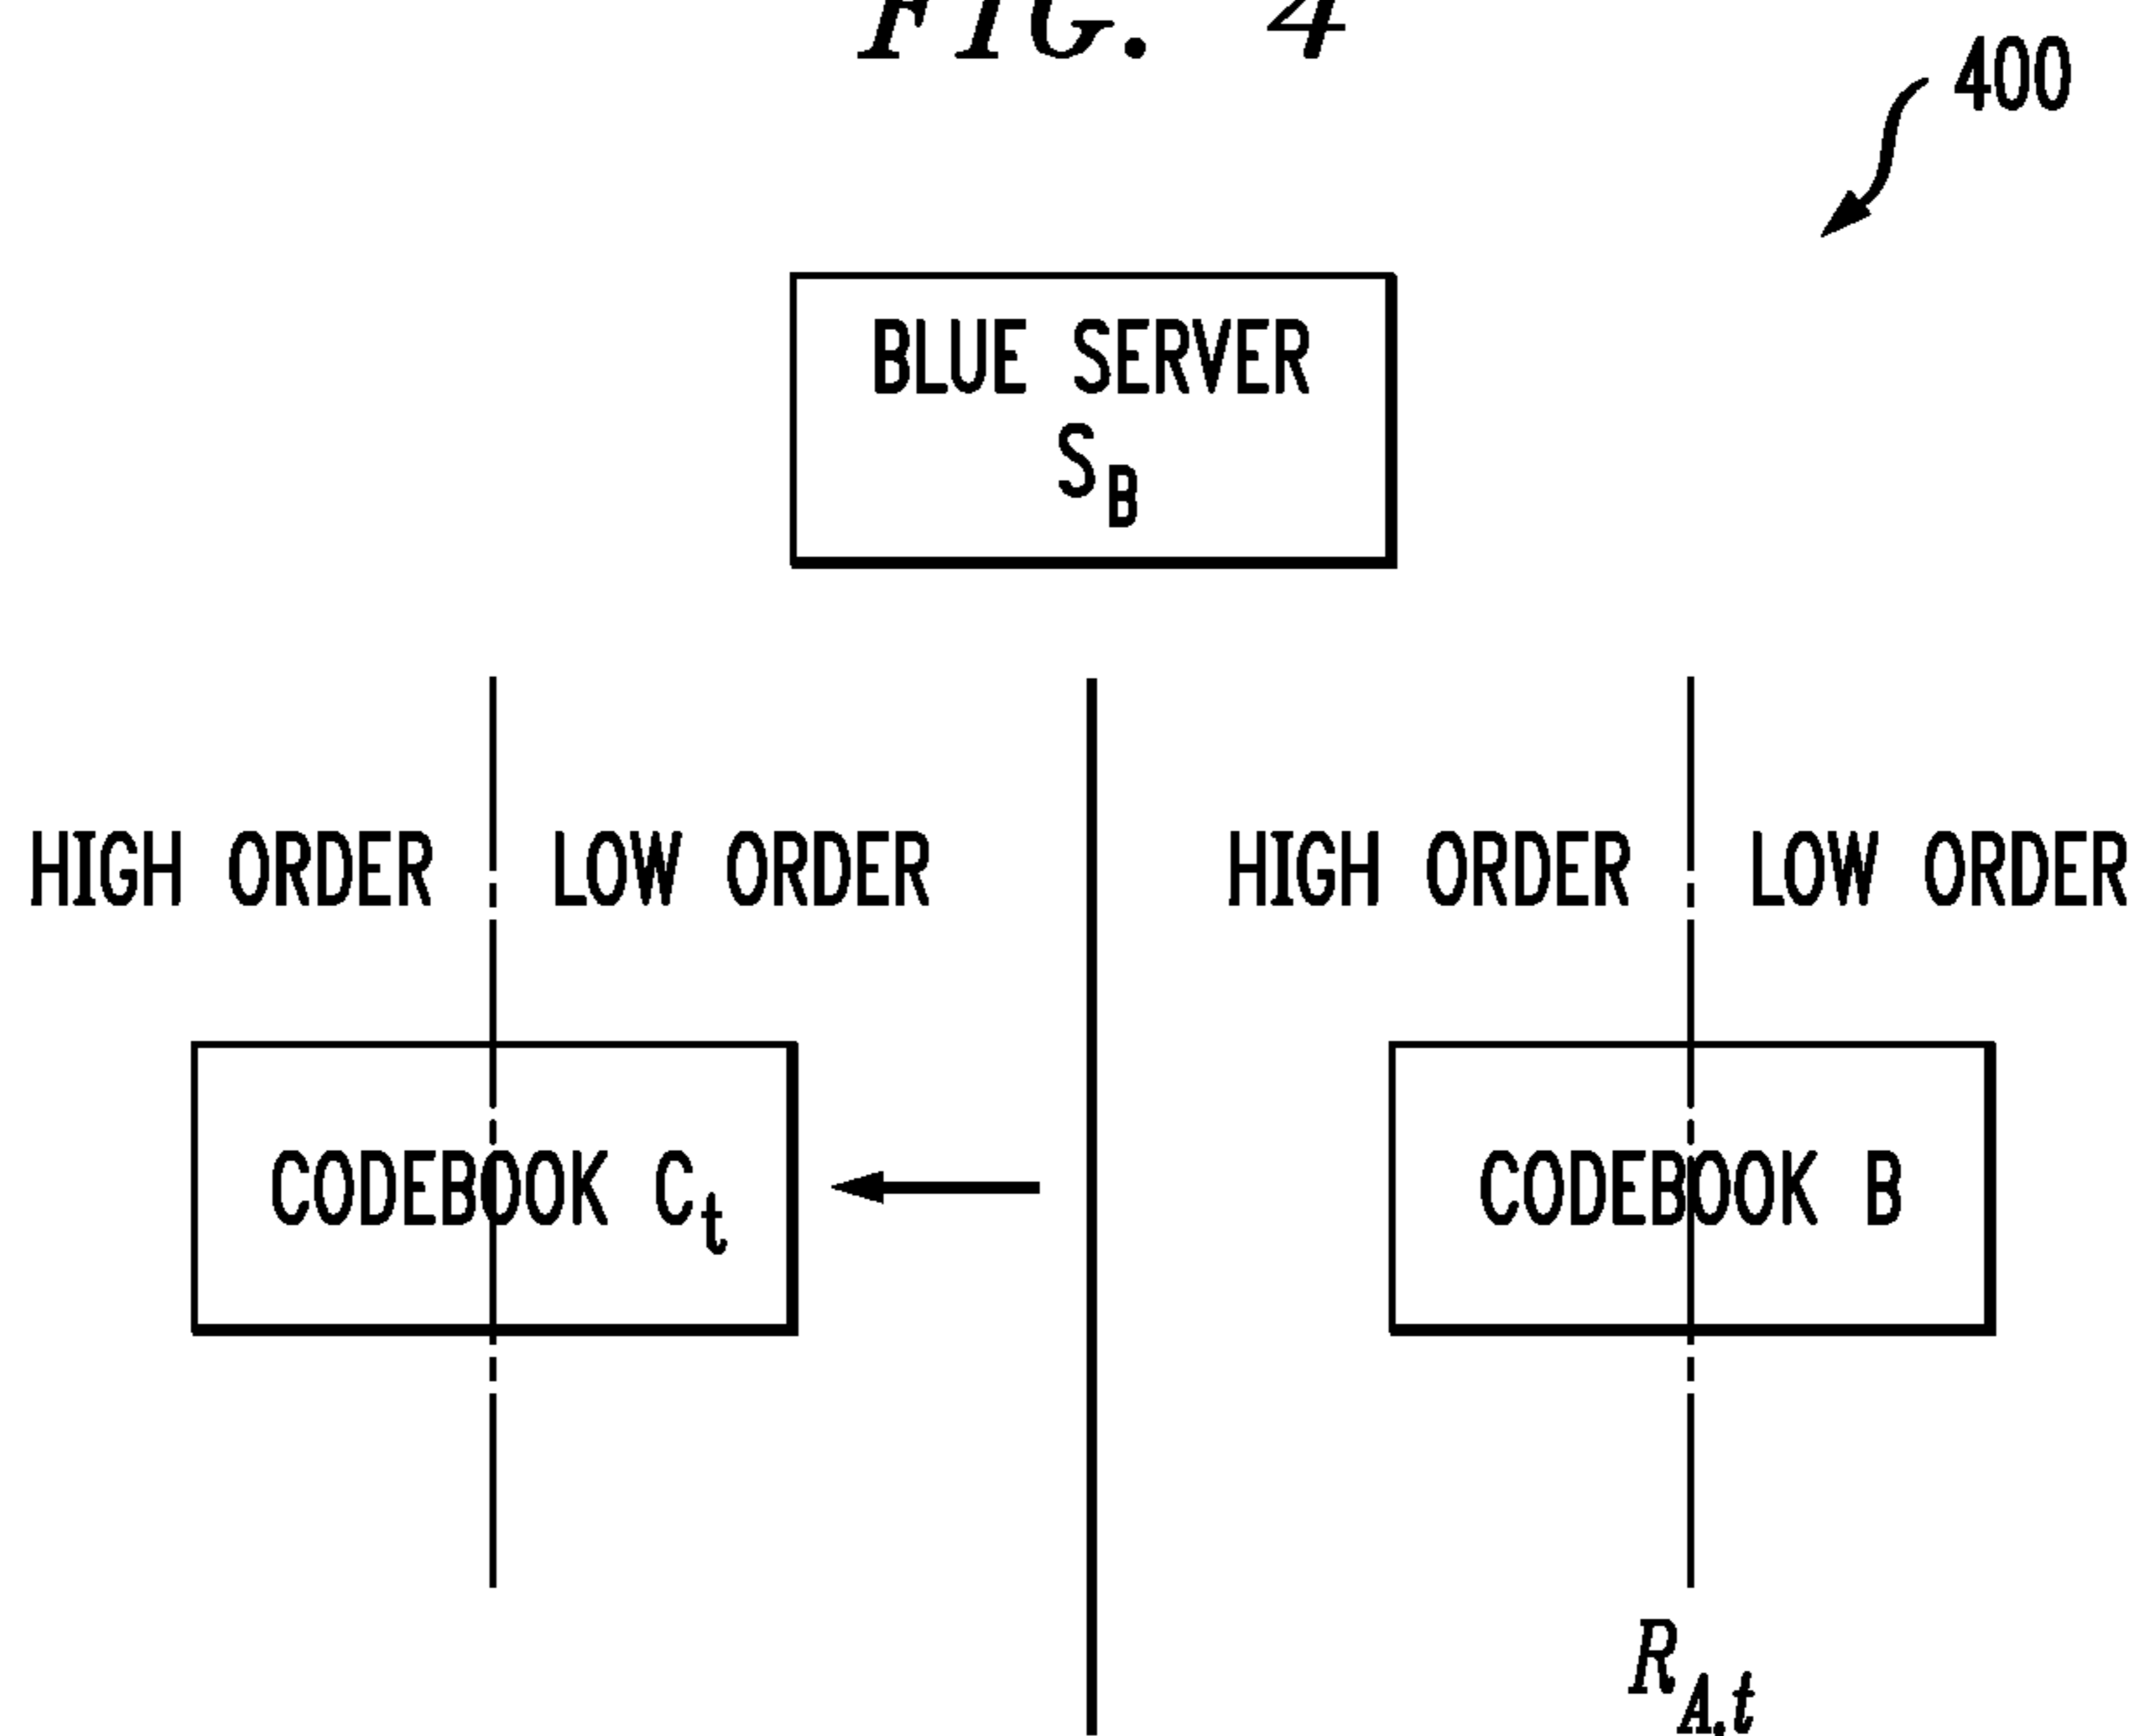 FIG. 4
400
BLUE SERVER
S_B
HIGH ORDER LOW ORDER HIGH ORDER LOW ORDER
CODEBOOK C_t CODEBOOK B
R_A,t